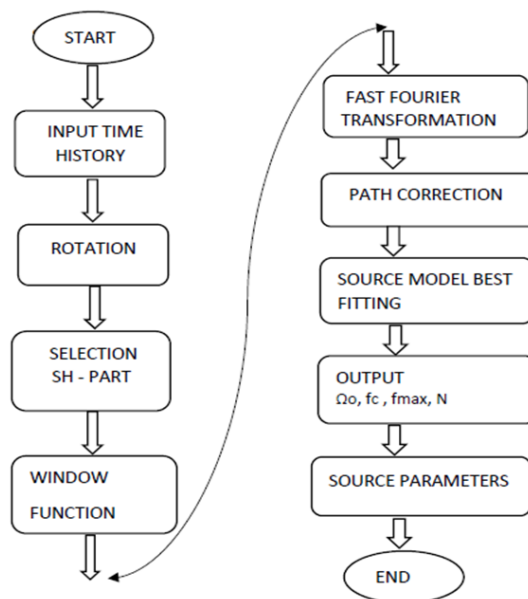 START
INPUT TIME
HISTORY
ROTATION
SELECTION
SH - PART
WINDOW
FUNCTION
FAST FOURIER
TRANSFORMATION
PATH CORRECTION
SOURCE MODEL BEST
FITTING
OUTPUT
Ωo, fc , fmax, N
SOURCE PARAMETERS
END